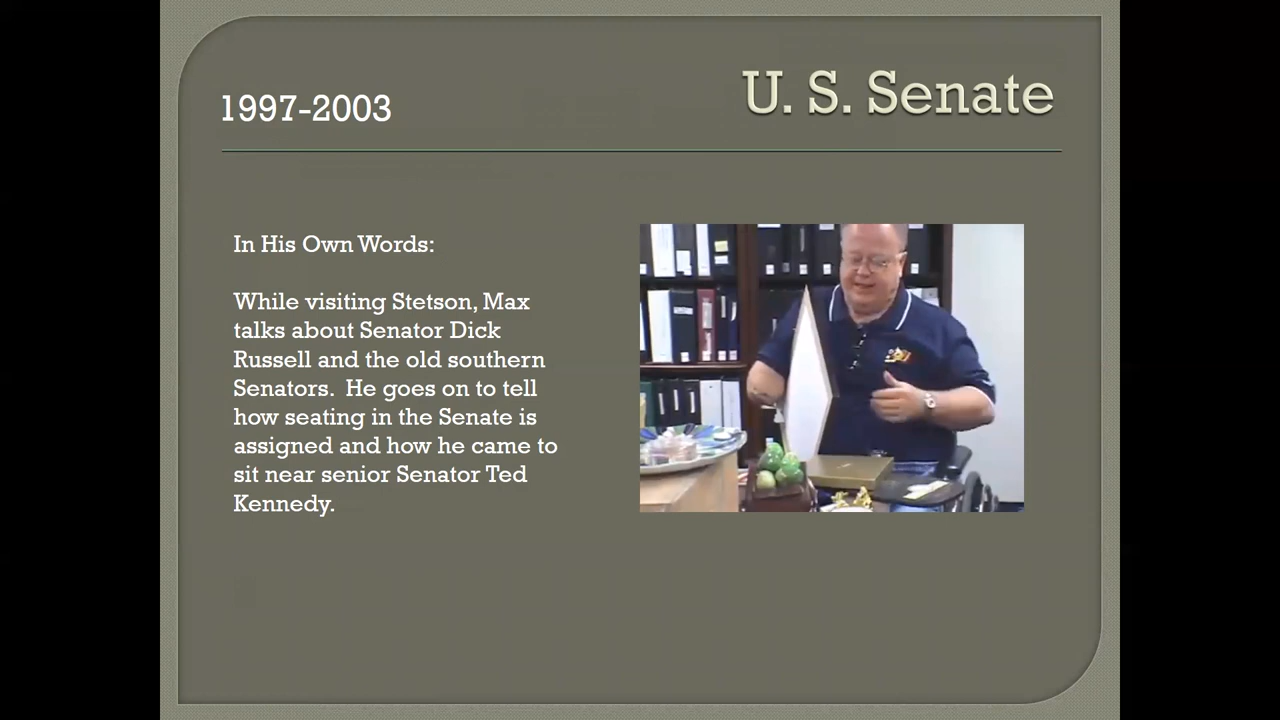 1997-2003
U. S. Senate
In His Own Words:
While visiting Stetson, Max
talks about Senator Dick
Russell and the old southern
Senators.  He goes on to tell
how seating in the Senate is
assigned and how he came to
sit near senior Senator Ted
Kennedy.